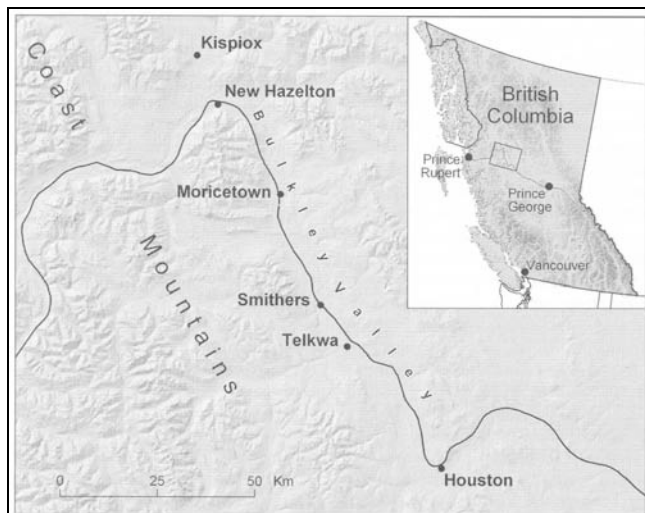 Coast
Mountains
Kispiox
New Hazelton
Bulkley Valley
Moricetown
Smithers
Telkwa
Houston
0 25 50 Km
British
Columbia
Prince
Rupert
Prince
George
Vancouver